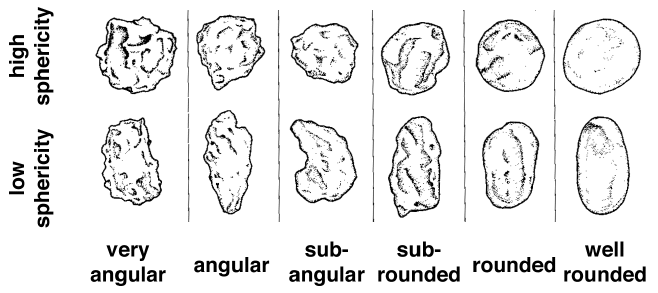 high
sphericity
low
sphericity
very
angular
angular
sub-
angular
sub-
rounded
rounded
well
rounded